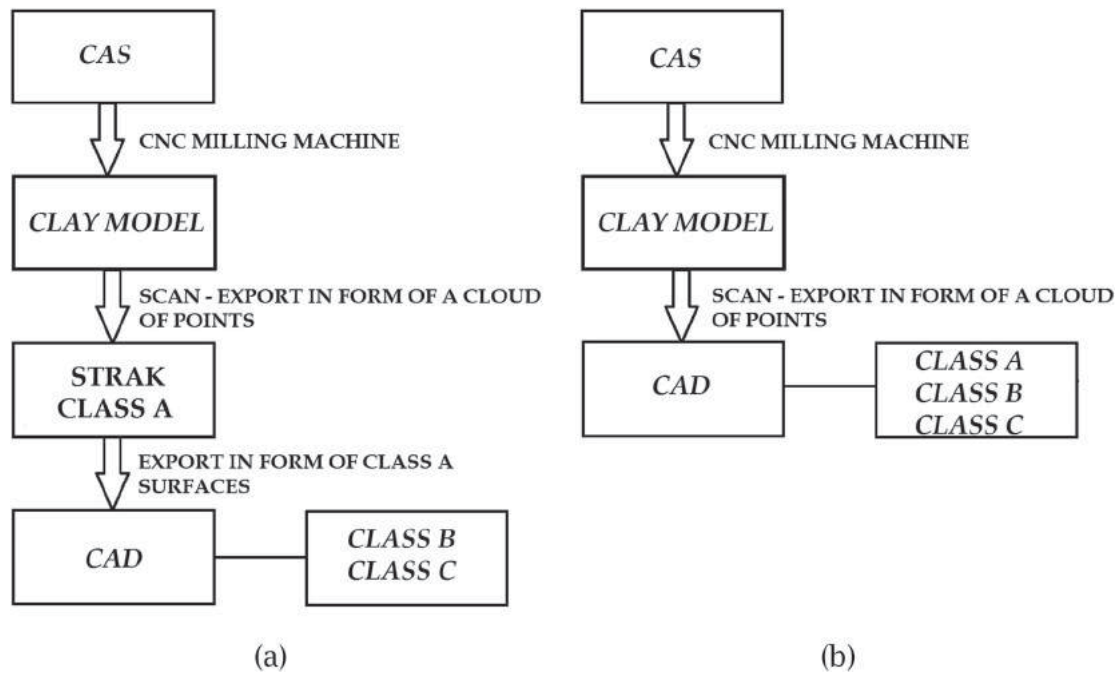 CAS
CNC MILLING MACHINE
CLAY MODEL
SCAN - EXPORT IN FORM OF A CLOUD
OF POINTS
STRAK
CLASS A
EXPORT IN FORM OF CLASS A
SURFACES
CAD
CLASS B
CLASS C
(a)
CAS
CNC MILLING MACHINE
CLAY MODEL
SCAN - EXPORT IN FORM OF A CLOUD
OF POINTS
CAD
CLASS A
CLASS B
CLASS C
(b)